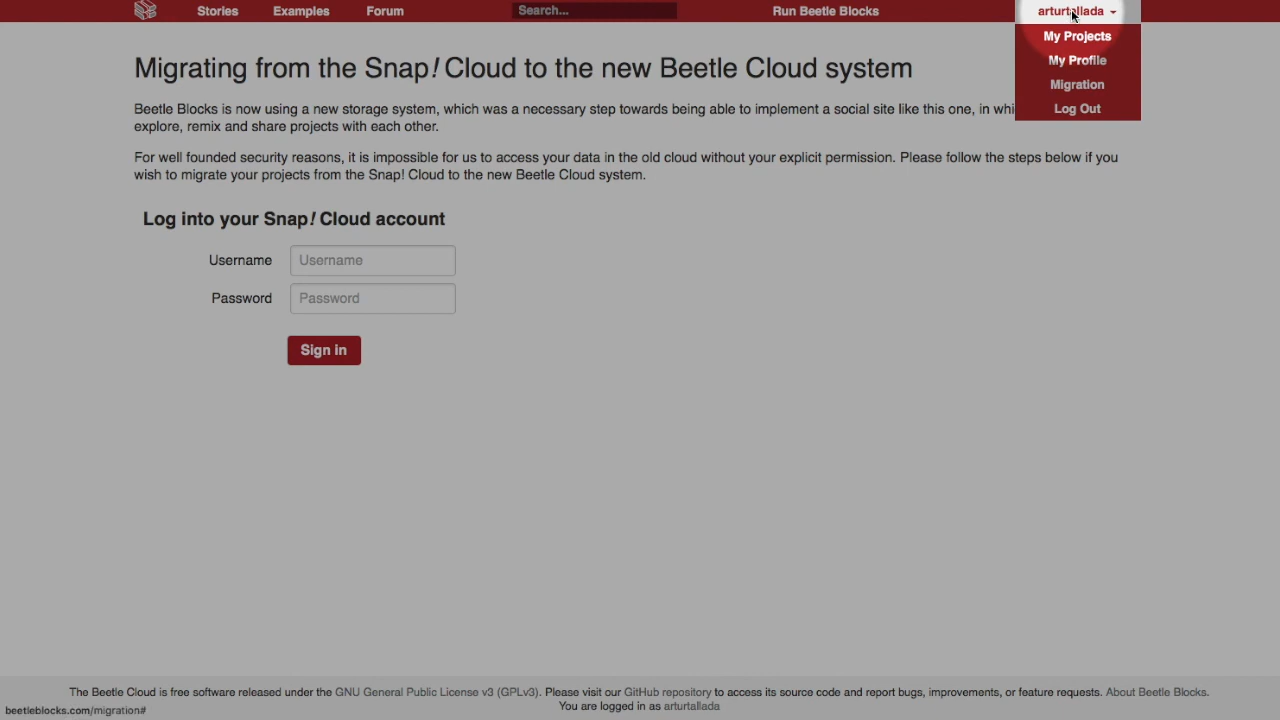 Stories Examples Forum Search... Run Beetle Blocks arturtallada
My Projects
My Profile
Migration
Log Out
Migrating from the Snap! Cloud to the new Beetle Cloud system
Beetle Blocks is now using a new storage system, which was a necessary step towards being able to implement a social site like this one, in
explore, remix and share projects with each other.
For well founded security reasons, it is impossible for us to access your data in the old cloud without your explicit permission. Please follow the steps below if you
wish to migrate your projects from the Snap! Cloud to the new Beetle Cloud system.
Log into your Snap! Cloud account
Username Username
Password Password
Sign in
The Beetle Cloud is free software released under the GNU General Public License v3 (GPLv3). Please visit our GitHub repository to access its source code and report bugs, improvements, or feature requests. About Beetle Blocks.
You are logged in as arturtallada
beetleblocks.com/migration#